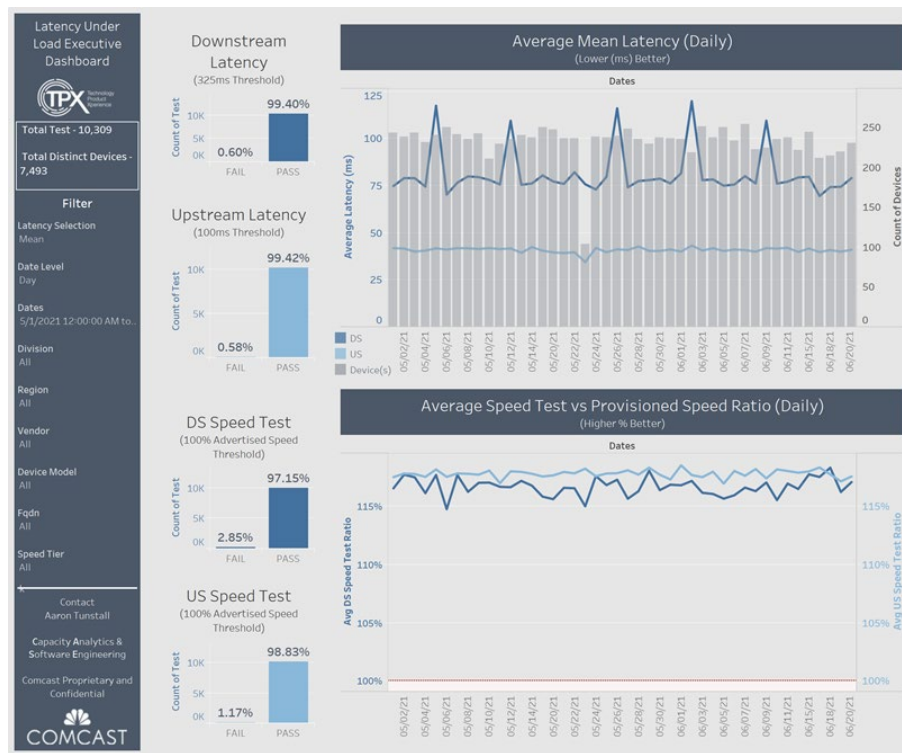 Latency Under
Load Executive
Dashboard
TPX Technology
Product
Xperience
Total Test - 10,309
Total Distinct Devices -
7,493
Filter
Latency Selection
Mean
Date Level
Day
Dates
5/1/2021 12:00:00 AM to..
Division
All
Region
All
Vendor
All
Device Model
All
Fqdn
All
Speed Tier
All
Contact
Aaron Tunstall
Capacity Analytics &
Software Engineering
Comcast Proprietary and
Confidential
COMCAST
Downstream
Latency
(325ms Threshold)
Count of Test
10K
5K
0K
0.60%
99.40%
FAIL
PASS
Upstream Latency
(100ms Threshold)
Count of Test
10K
5K
0K
0.58%
99.42%
FAIL
PASS
DS Speed Test
(100% Advertised Speed
Threshold)
Count of Test
10K
5K
0K
2.85%
97.15%
FAIL
PASS
US Speed Test
(100% Advertised Speed
Threshold)
Count of Test
10K
5K
0K
1.17%
98.83%
FAIL
PASS
Average Mean Latency (Daily)
(Lower (ms) Better)
Dates
Average Latency (ms)
125
100
75
50
25
0
Count of Devices
250
200
150
100
50
0
DS
US
Device(s)
05/02/21
05/04/21
05/06/21
05/08/21
05/10/21
05/12/21
05/14/21
05/16/21
05/20/21
05/22/21
05/24/21
05/26/21
05/28/21
05/30/21
06/01/21
06/03/21
06/05/21
06/07/21
06/09/21
06/11/21
06/15/21
06/18/21
06/20/21
Average Speed Test vs Provisioned Speed Ratio (Daily)
(Higher % Better)
Dates
Avg DS Speed Test Ratio
115%
110%
105%
100%
Avg US Speed Test Ratio
115%
110%
105%
100%
05/02/21
05/04/21
05/06/21
05/08/21
05/10/21
05/12/21
05/14/21
05/16/21
05/20/21
05/22/21
05/24/21
05/26/21
05/28/21
05/30/21
06/01/21
06/03/21
06/05/21
06/07/21
06/09/21
06/11/21
06/15/21
06/18/21
06/20/21